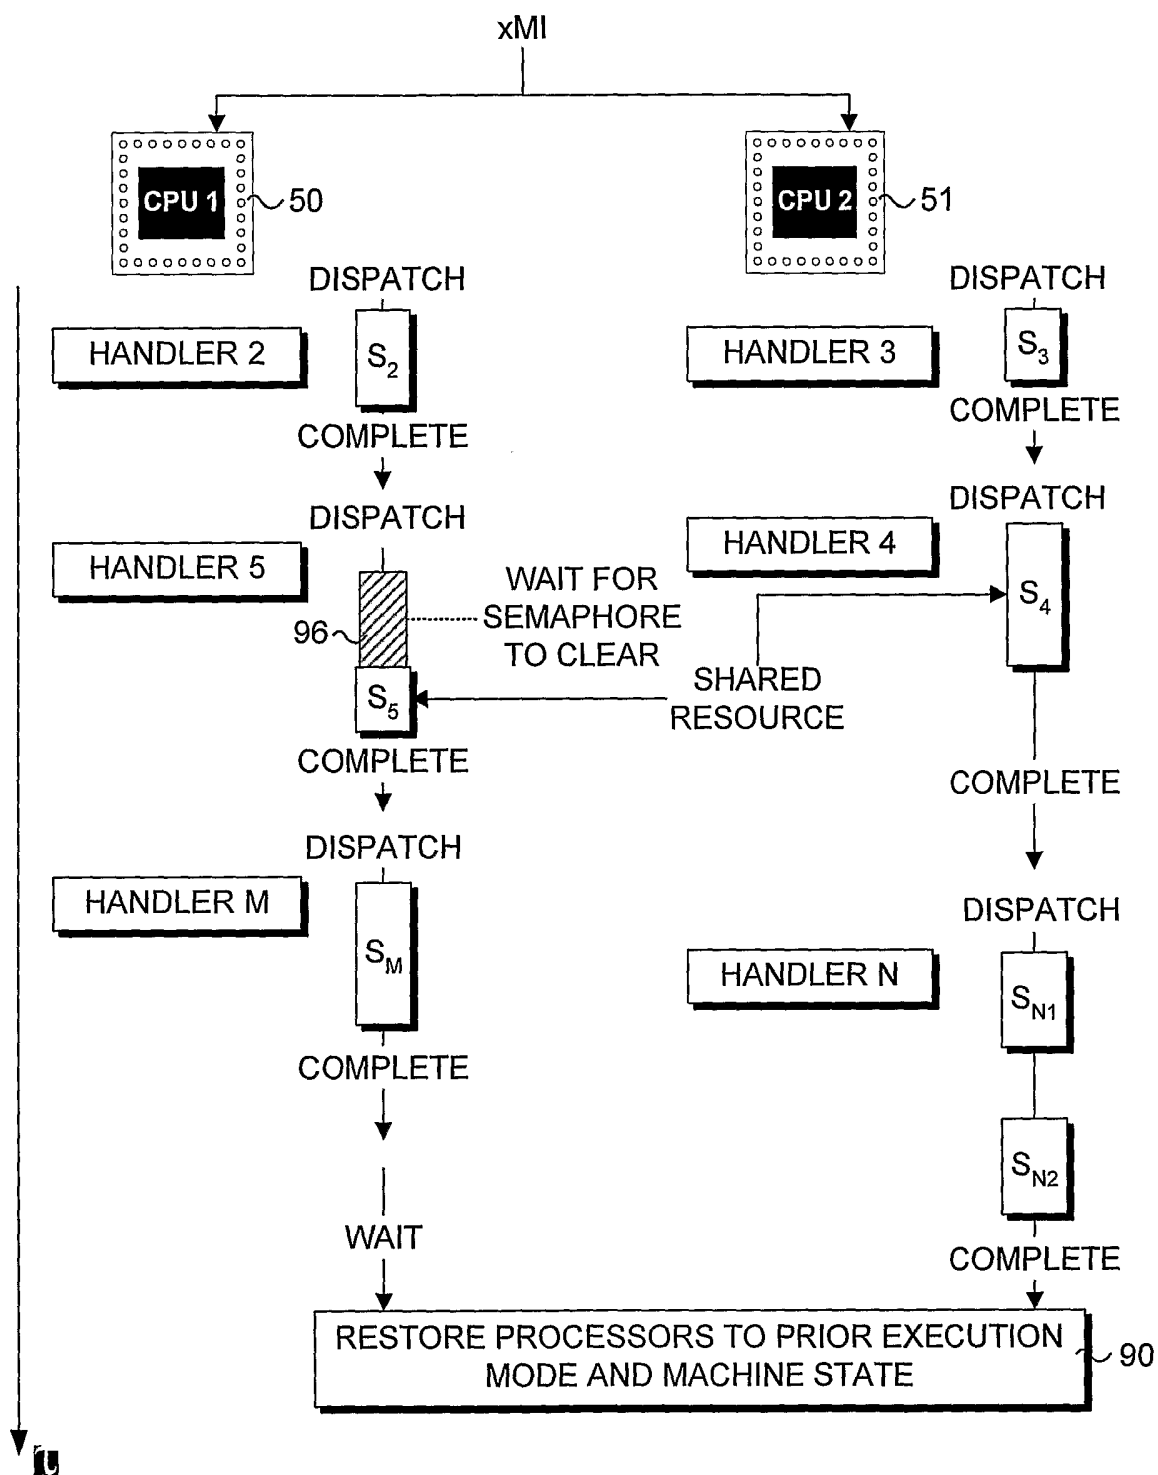 xMI
CPU 1
50
CPU 2
51
DISPATCH
DISPATCH
HANDLER 2
S2
HANDLER 3
S3
COMPLETE
COMPLETE
DISPATCH
DISPATCH
HANDLER 5
HANDLER 4
S4
WAIT FOR
SEMAPHORE
TO CLEAR
96
S5
SHARED
RESOURCE
COMPLETE
COMPLETE
DISPATCH
HANDLER M
SM
DISPATCH
HANDLER N
SN1
COMPLETE
SN2
WAIT
COMPLETE
RESTORE PROCESSORS TO PRIOR EXECUTION
MODE AND MACHINE STATE
90